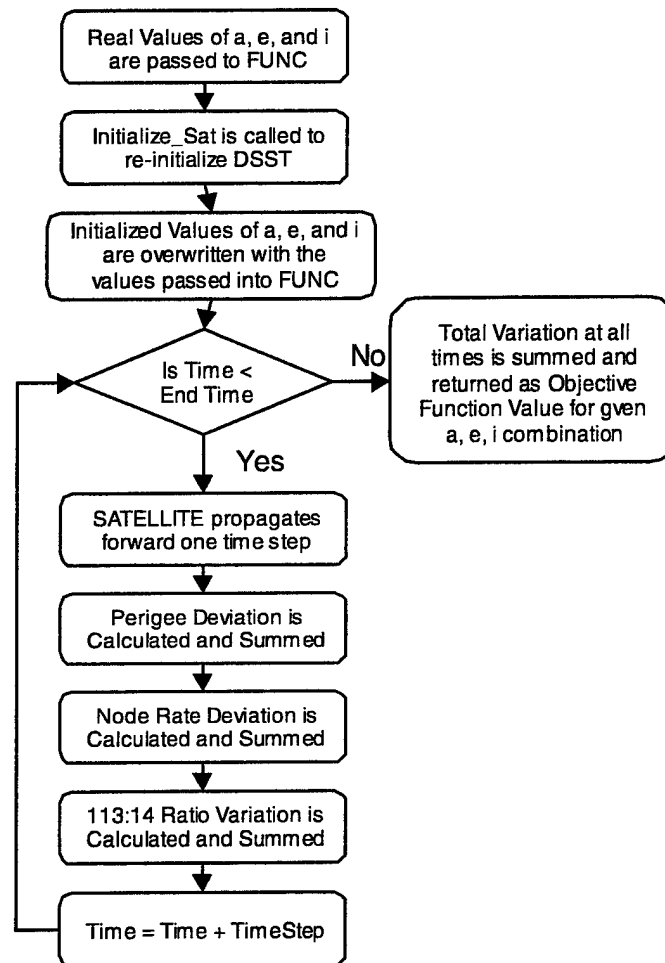 Real Values of a, e, and i
are passed to FUNC
Initialize_Sat is called to
re-initialize DSST
Initialized Values of a, e, and i
are overwritten with the
values passed into FUNC
Is Time <
End Time
No
Total Variation at all
times is summed and
returned as Objective
Function Value for gven
a, e, i combination
Yes
SATELLITE propagates
forward one time step
Perigee Deviation is
Calculated and Summed
Node Rate Deviation is
Calculated and Summed
113:14 Ratio Variation is
Calculated and Summed
Time = Time + TimeStep